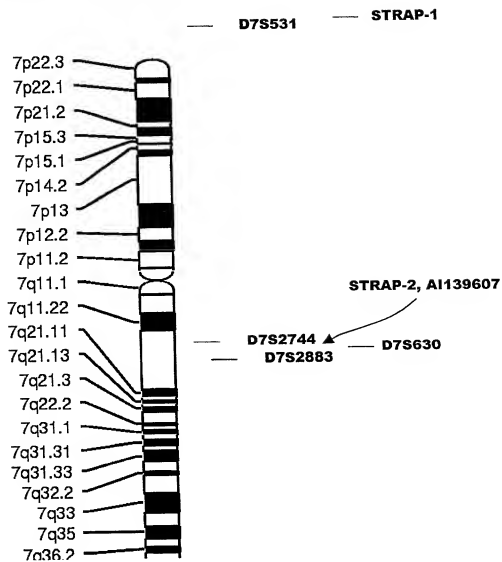 STRAP-1
D7S531
7p22.3
7p22.1
7p21.2
7p15.3
7p15.1
7p14.2
7p13
7p12.2
7p11.2
7q11.1
STRAP-2, AI139607
7q11.22
7q21.11
D7S2744
D7S630
7q21.13
D7S2883
7q21.3
7q22.2
7q31.1
7q31.31
7q31.33
7q32.2
7q33
7q35
7q36.2